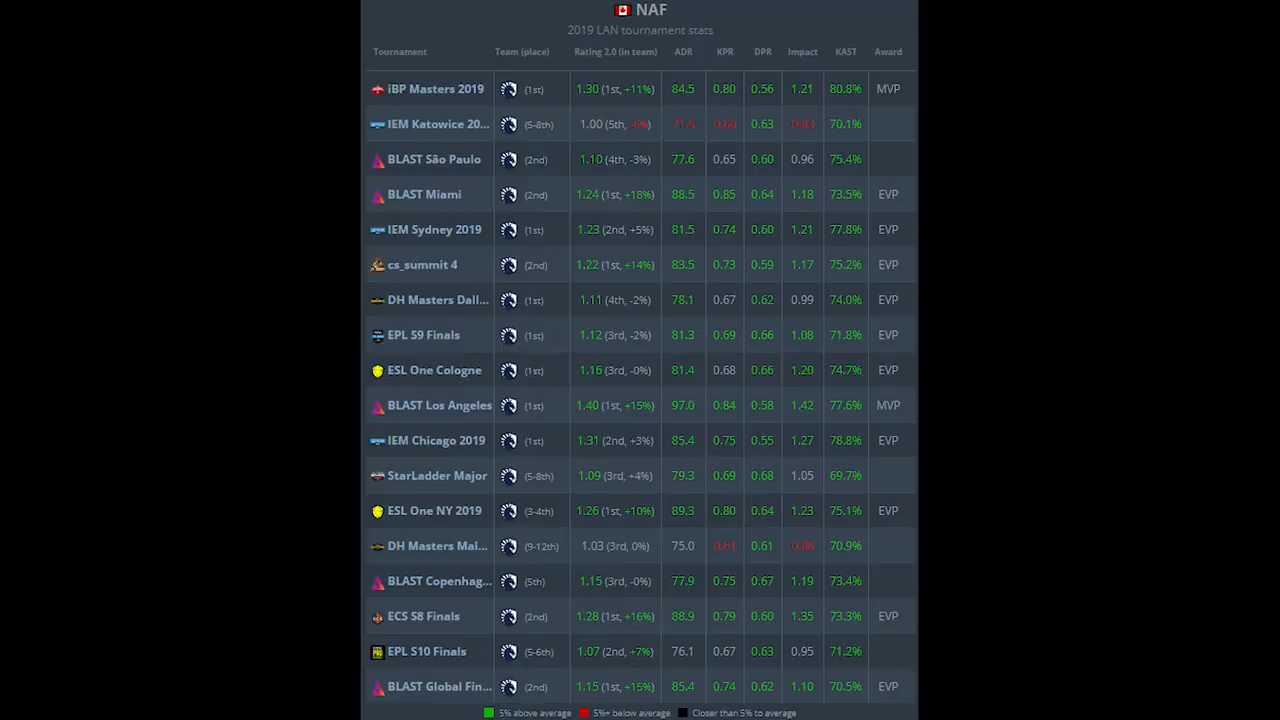 NAF
2019 LAN tournament stats
Tournament Team (place) Rating 2.0 (in team) ADR KPR DPR Impact KAST Award
iBP Masters 2019 (1st) 1.30 (1st, +11%) 84.5 0.80 0.56 1.21 80.8% MVP
IEM Katowice 20... (5-8th) 1.00 (5th, -6%) 71.9 0.60 0.63 0.83 70.1%
BLAST São Paulo (2nd) 1.10 (4th, -3%) 77.6 0.65 0.60 0.96 75.4%
BLAST Miami (2nd) 1.24 (1st, +18%) 88.5 0.85 0.64 1.18 73.5% EVP
IEM Sydney 2019 (1st) 1.23 (2nd, +5%) 81.5 0.74 0.60 1.21 77.8% EVP
cs_summit 4 (2nd) 1.22 (1st, +14%) 83.5 0.73 0.59 1.17 75.2% EVP
DH Masters Dall... (1st) 1.11 (4th, -2%) 78.1 0.67 0.62 0.99 74.0% EVP
EPL S9 Finals (1st) 1.12 (3rd, -2%) 81.3 0.69 0.66 1.08 71.8% EVP
ESL One Cologne (1st) 1.16 (3rd, -0%) 81.4 0.68 0.66 1.20 74.7% EVP
BLAST Los Angeles (1st) 1.40 (1st, +15%) 97.0 0.84 0.58 1.42 77.6% MVP
IEM Chicago 2019 (1st) 1.31 (2nd, +3%) 85.4 0.75 0.55 1.27 78.8% EVP
StarLadder Major (5-8th) 1.09 (3rd, +4%) 79.3 0.69 0.68 1.05 69.7%
ESL One NY 2019 (3-4th) 1.26 (1st, +10%) 89.3 0.80 0.64 1.23 75.1% EVP
DH Masters Mal... (9-12th) 1.03 (3rd, 0%) 75.0 0.61 0.61 0.86 70.9%
BLAST Copenhag... (5th) 1.15 (3rd, -0%) 77.9 0.75 0.67 1.19 73.4%
ECS S8 Finals (2nd) 1.28 (1st, +16%) 88.9 0.79 0.60 1.35 73.3% EVP
EPL S10 Finals (5-6th) 1.07 (2nd, +7%) 76.1 0.67 0.63 0.95 71.2%
BLAST Global Fin... (2nd) 1.15 (1st, +15%) 85.4 0.74 0.62 1.10 70.5% EVP
5% above average 5%+ below average Closer than 5% to average